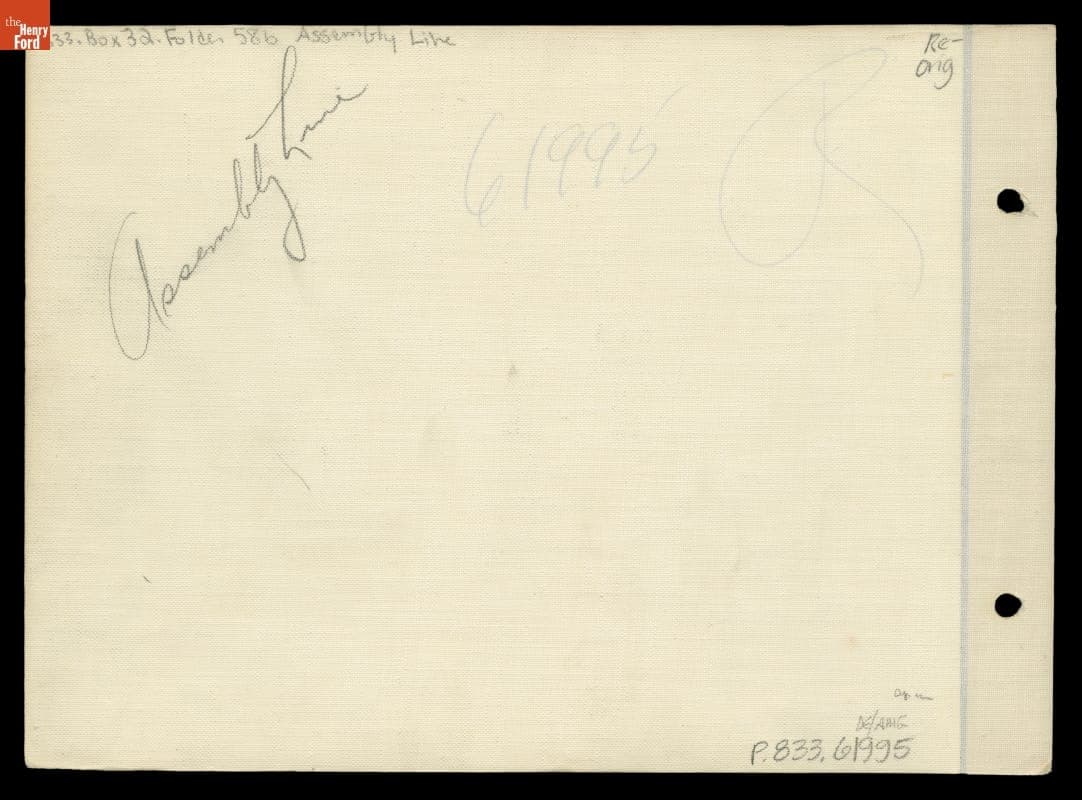 the
Henry
Ford
33.Box 32.Folder 586 Assembly Line
Re-
orig
Assembly Line
61995
P.833.61995